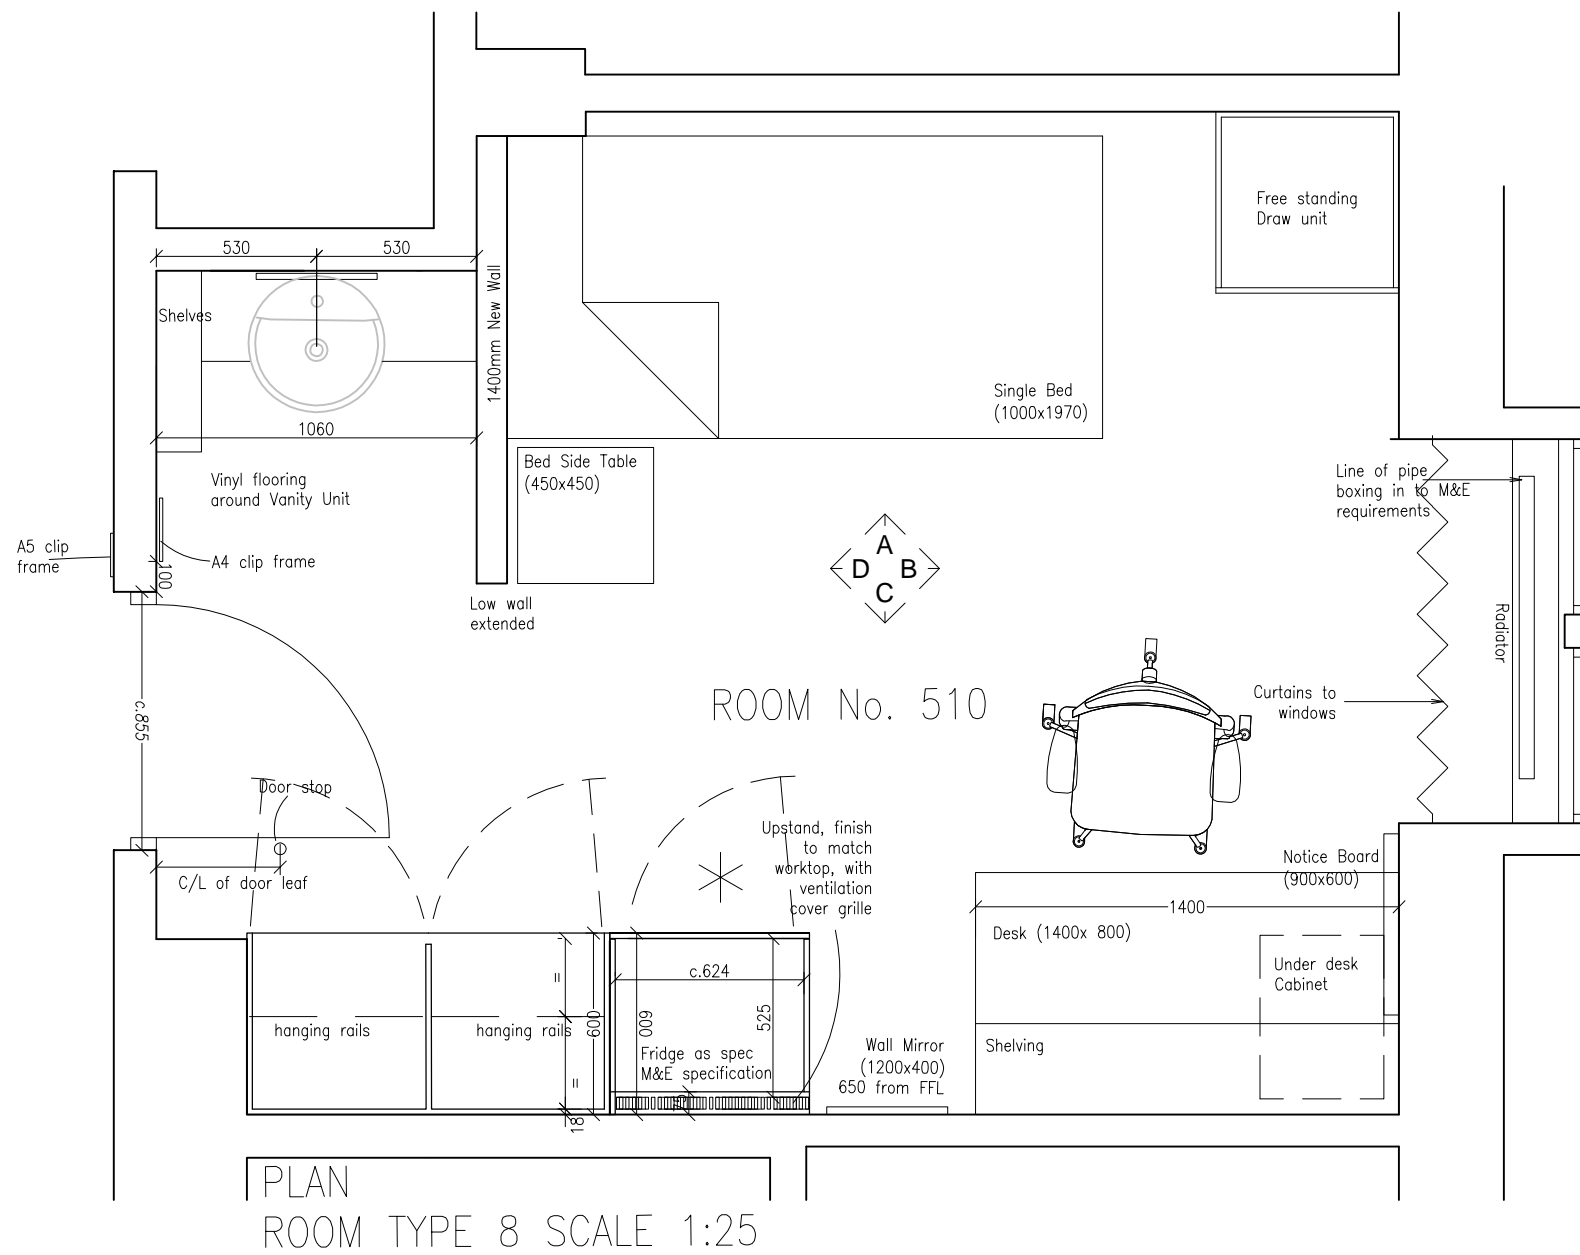 Free standing
Draw unit
530
530
Shelves
1400mm New Wall
Single Bed
(1000x1970)
1060
Bed Side Table
(450x450)
Vinyl flooring
around Vanity Unit
Line of pipe
boxing in to M&E
requirements
A5 clip
frame
A4 clip frame
100
A
D
B
C
Low wall
extended
Radiator
c.855
ROOM No. 510
Curtains to
windows
Door stop
Upstand, finish
to match
worktop, with
ventilation
cover grille
C/L of door leaf
Notice Board
(900x600)
1400
Desk (1400x 800)
Under desk
Cabinet
c.624
=
600
600
525
hanging rails
hanging rails
Fridge as spec
M&E specification
=
75
18
Wall Mirror
(1200x400)
650 from FFL
Shelving
PLAN
ROOM TYPE 8 SCALE 1:25